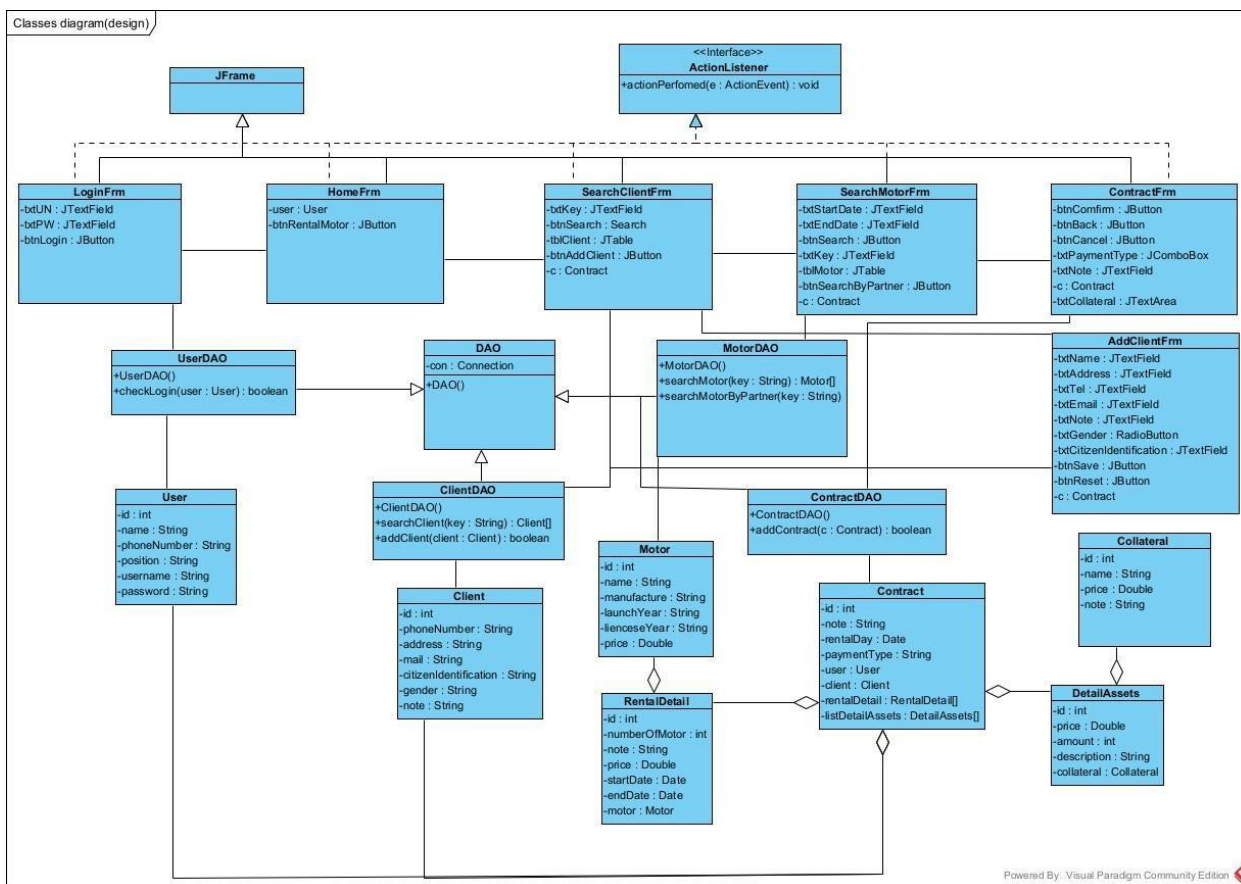 Classes diagram(design)
<<Interface>>
ActionListener
+actionPerfomed(e : ActionEvent) : void
JFrame
LoginFrm
-txtUN : JTextField
-txtPW : JTextField
-btnLogin : JButton
HomeFrm
-user : User
-btnRentalMotor : JButton
SearchClientFrm
-txtKey : JTextField
-btnSearch : Search
-tblClient : JTable
-btnAddClient : JButton
-c : Contract
SearchMotorFrm
-txtStartDate : JTextField
-txtEndDate : JTextField
-btnSearch : JButton
-txtKey : JTextField
-tblMotor : JTable
-btnSearchByPartner : JButton
-c : Contract
ContractFrm
-btnComfirm : JButton
-btnBack : JButton
-btnCancel : JButton
-txtPaymentType : JComboBox
-txtNote : JTextField
-c : Contract
-txtCollateral : JTextArea
UserDAO
+UserDAO()
+checkLogin(user : User) : boolean
DAO
-con : Connection
+DAO()
MotorDAO
+MotorDAO()
+searchMotor(key : String) : Motor[]
+searchMotorByPartner(key : String)
AddClientFrm
-txtName : JTextField
-txtAddress : JTextField
-txtTel : JTextField
-txtEmail : JTextField
-txtNote : JTextField
-txtGender : RadioButton
-txtCitizenIdentification : JTextField
-btnSave : JButton
-btnReset : JButton
-c : Contract
User
-id : int
-name : String
-phoneNumber : String
-position : String
-username : String
-password : String
ClientDAO
+ClientDAO()
+searchClient(key : String) : Client[]
+addClient(client : Client) : boolean
ContractDAO
+ContractDAO()
+addContract(c : Contract) : boolean
Client
-id : int
-phoneNumber : String
-address : String
-mail : String
-citizenIdentification : String
-gender : String
-note : String
Motor
-id : int
-name : String
-manufacture : String
-launchYear : String
-lienceseYear : String
-price : Double
Contract
-id : int
-note : String
-rentalDay : Date
-paymentType : String
-user : User
-client : Client
-rentalDetail : RentalDetail[]
-listDetailAssets : DetailAssets[]
Collateral
-id : int
-name : String
-price : Double
-note : String
RentalDetail
-id : int
-numberOfMotor : int
-note : String
-price : Double
-startDate : Date
-endDate : Date
-motor : Motor
DetailAssets
-id : int
-price : Double
-amount : int
-description : String
-collateral : Collateral
Powered By: Visual Paradigm Community Edition